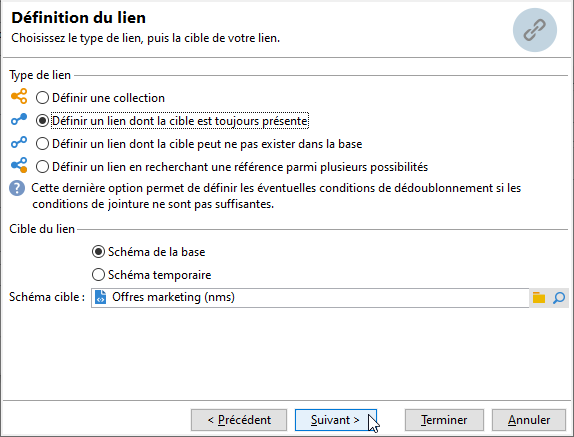 Définition du lien
Choisissez le type de lien, puis la cible de votre lien.
Type de lien
Définir une collection
Définir un lien dont la cible est toujours présente
Définir un lien dont la cible peut ne pas exister dans la base
Définir un lien en recherchant une référence parmi plusieurs possibilités
? Cette dernière option permet de définir les éventuelles conditions de dédoublonnement si les
conditions de jointure ne sont pas suffisantes.
Cible du lien
Schéma de la base
Schéma temporaire
Schéma cible : Offres marketing (nms)
< Précédent Suivant > Terminer Annuler